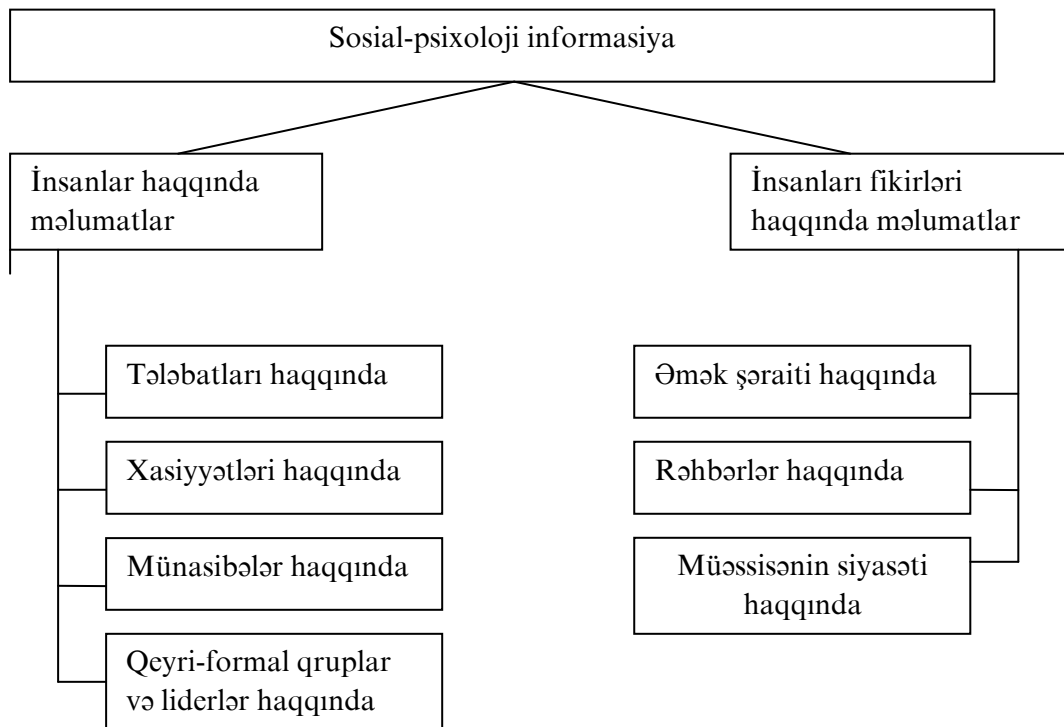 Sosial-psixoloji informasiya
İnsanlar haqqında
məlumatlar
İnsanları fikirləri
haqqında məlumatlar
Tələbatları haqqında
Xasiyyətləri haqqında
Münasibələr haqqında
Qeyri-formal qruplar
və liderlər haqqında
Əmək şəraiti haqqında
Rəhbərlər haqqında
Müəssisənin siyasəti
haqqında